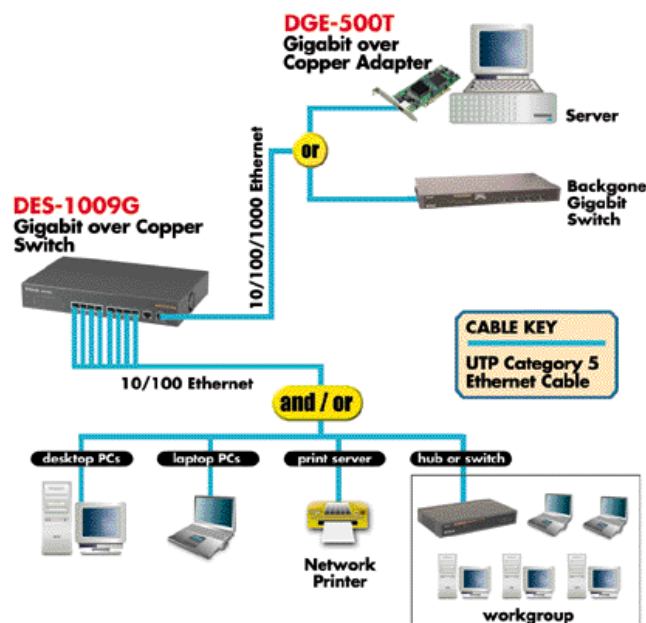 DGE-500T
Gigabit over
Copper Adapter
Server
or
Backgone
Gigabit
Switch
10/100/1000 Ethernet
DES-1009G
Gigabit over Copper
Switch
CABLE KEY
UTP Category 5
Ethernet Cable
10/100 Ethernet
and / or
desktop PCs
laptop PCs
print server
hub or switch
Network
Printer
workgroup